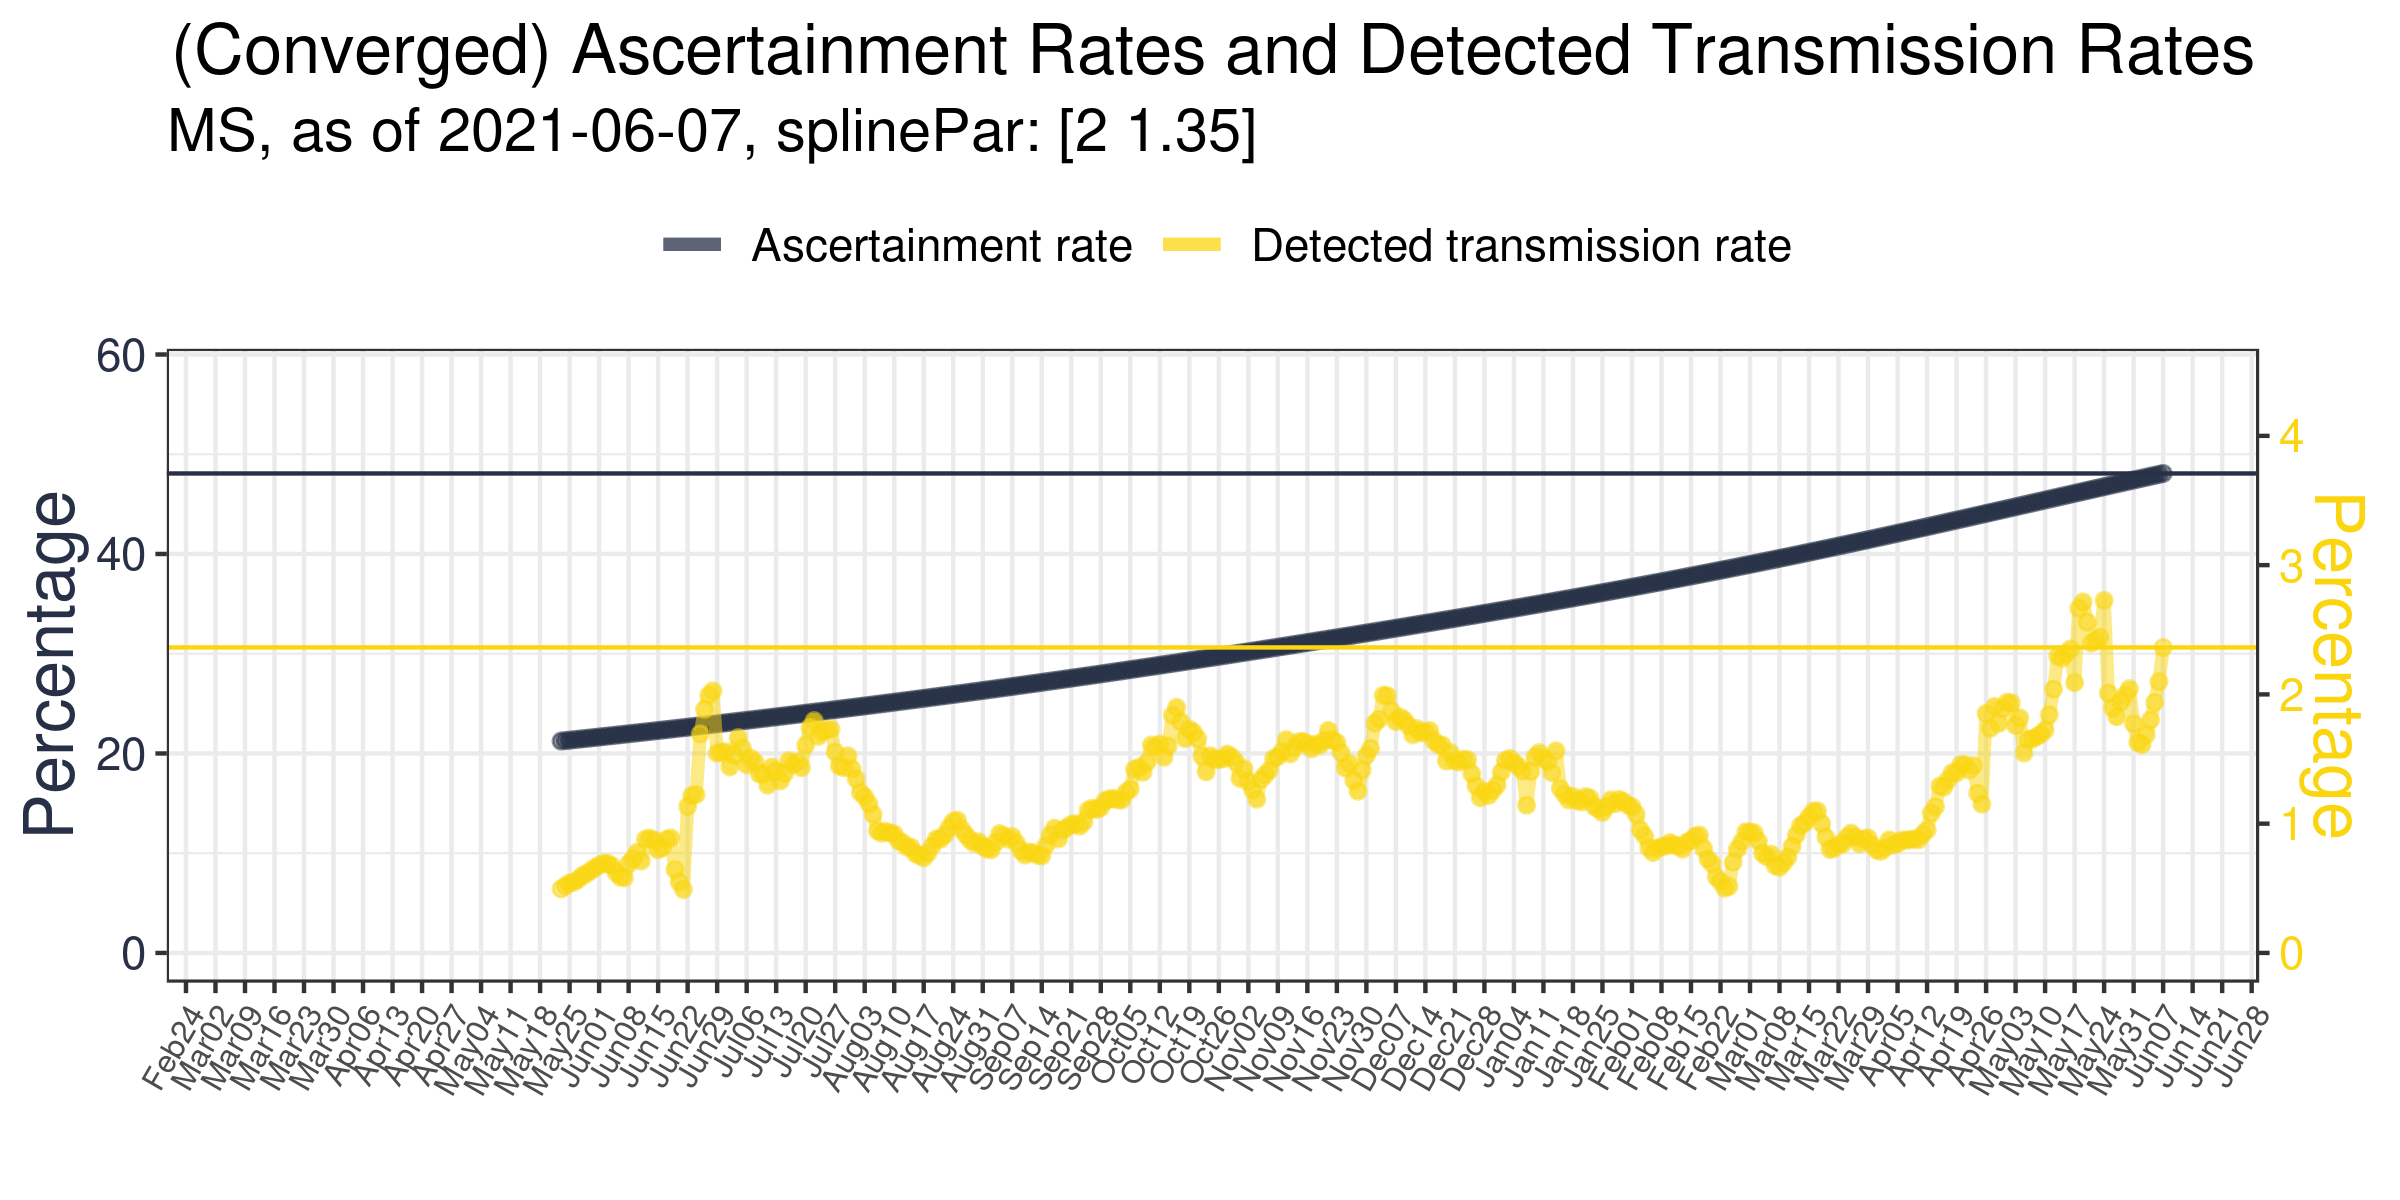 (Converged) Ascertainment Rates and Detected Transmission Rates
MS, as of 2021-06-07, splinePar: [2 1.35]
Ascertainment rate
Detected transmission rate
Percentage
60
40
20
0
4
3
2
1
0
Percentage
Feb24
Mar02
Mar09
Mar16
Mar23
Mar30
Apr06
Apr13
Apr20
Apr27
May04
May11
May18
May25
Jun01
Jun08
Jun15
Jun22
Jun29
Jul06
Jul13
Jul20
Jul27
Aug03
Aug10
Aug17
Aug24
Aug31
Sep07
Sep14
Sep21
Sep28
Oct05
Oct12
Oct19
Oct26
Nov02
Nov09
Nov16
Nov23
Nov30
Dec07
Dec14
Dec21
Dec28
Jan04
Jan11
Jan18
Jan25
Feb01
Feb08
Feb15
Feb22
Mar01
Mar08
Mar15
Mar22
Mar29
Apr05
Apr12
Apr19
Apr26
May03
May10
May17
May24
May31
Jun07
Jun14
Jun21
Jun28